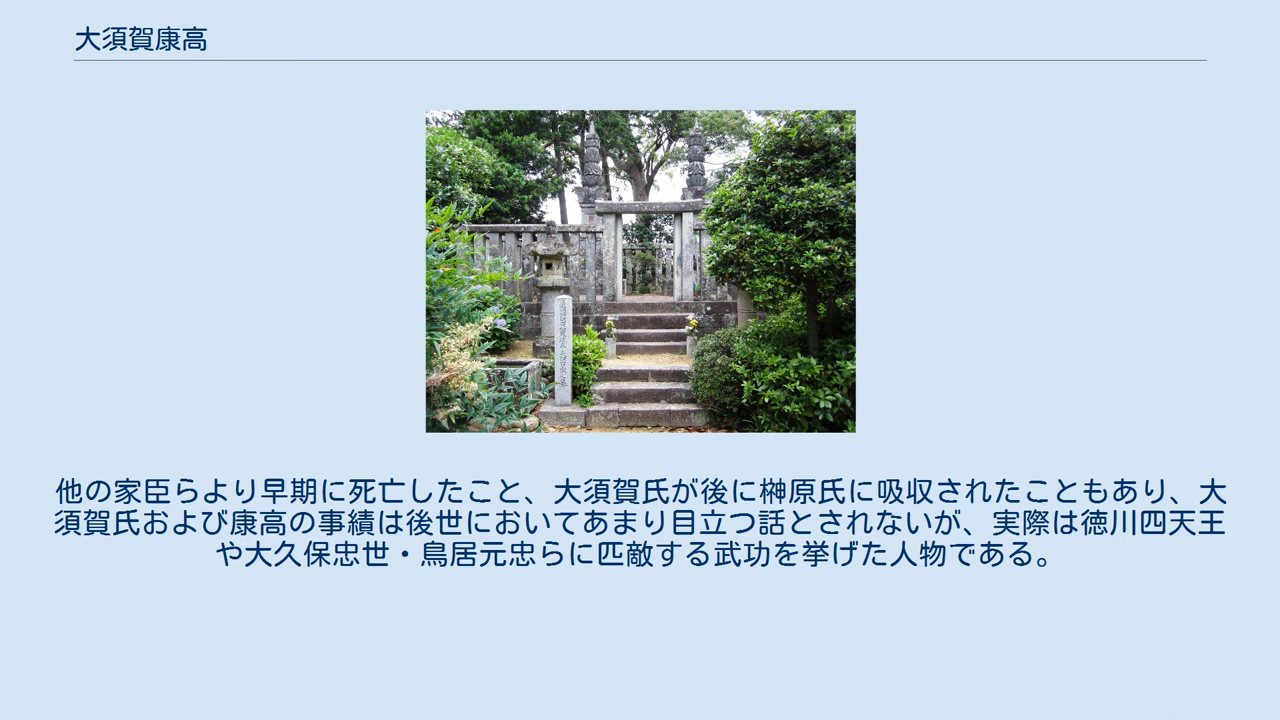 大須賀康高
他の家臣らより早期に死亡したこと、大須賀氏が後に榊原氏に吸収されたこともあり、大
須賀氏および康高の事績は後世においてあまり目立つ話とされないが、実際は徳川四天王
や大久保忠世・鳥居元忠らに匹敵する武功を挙げた人物である。